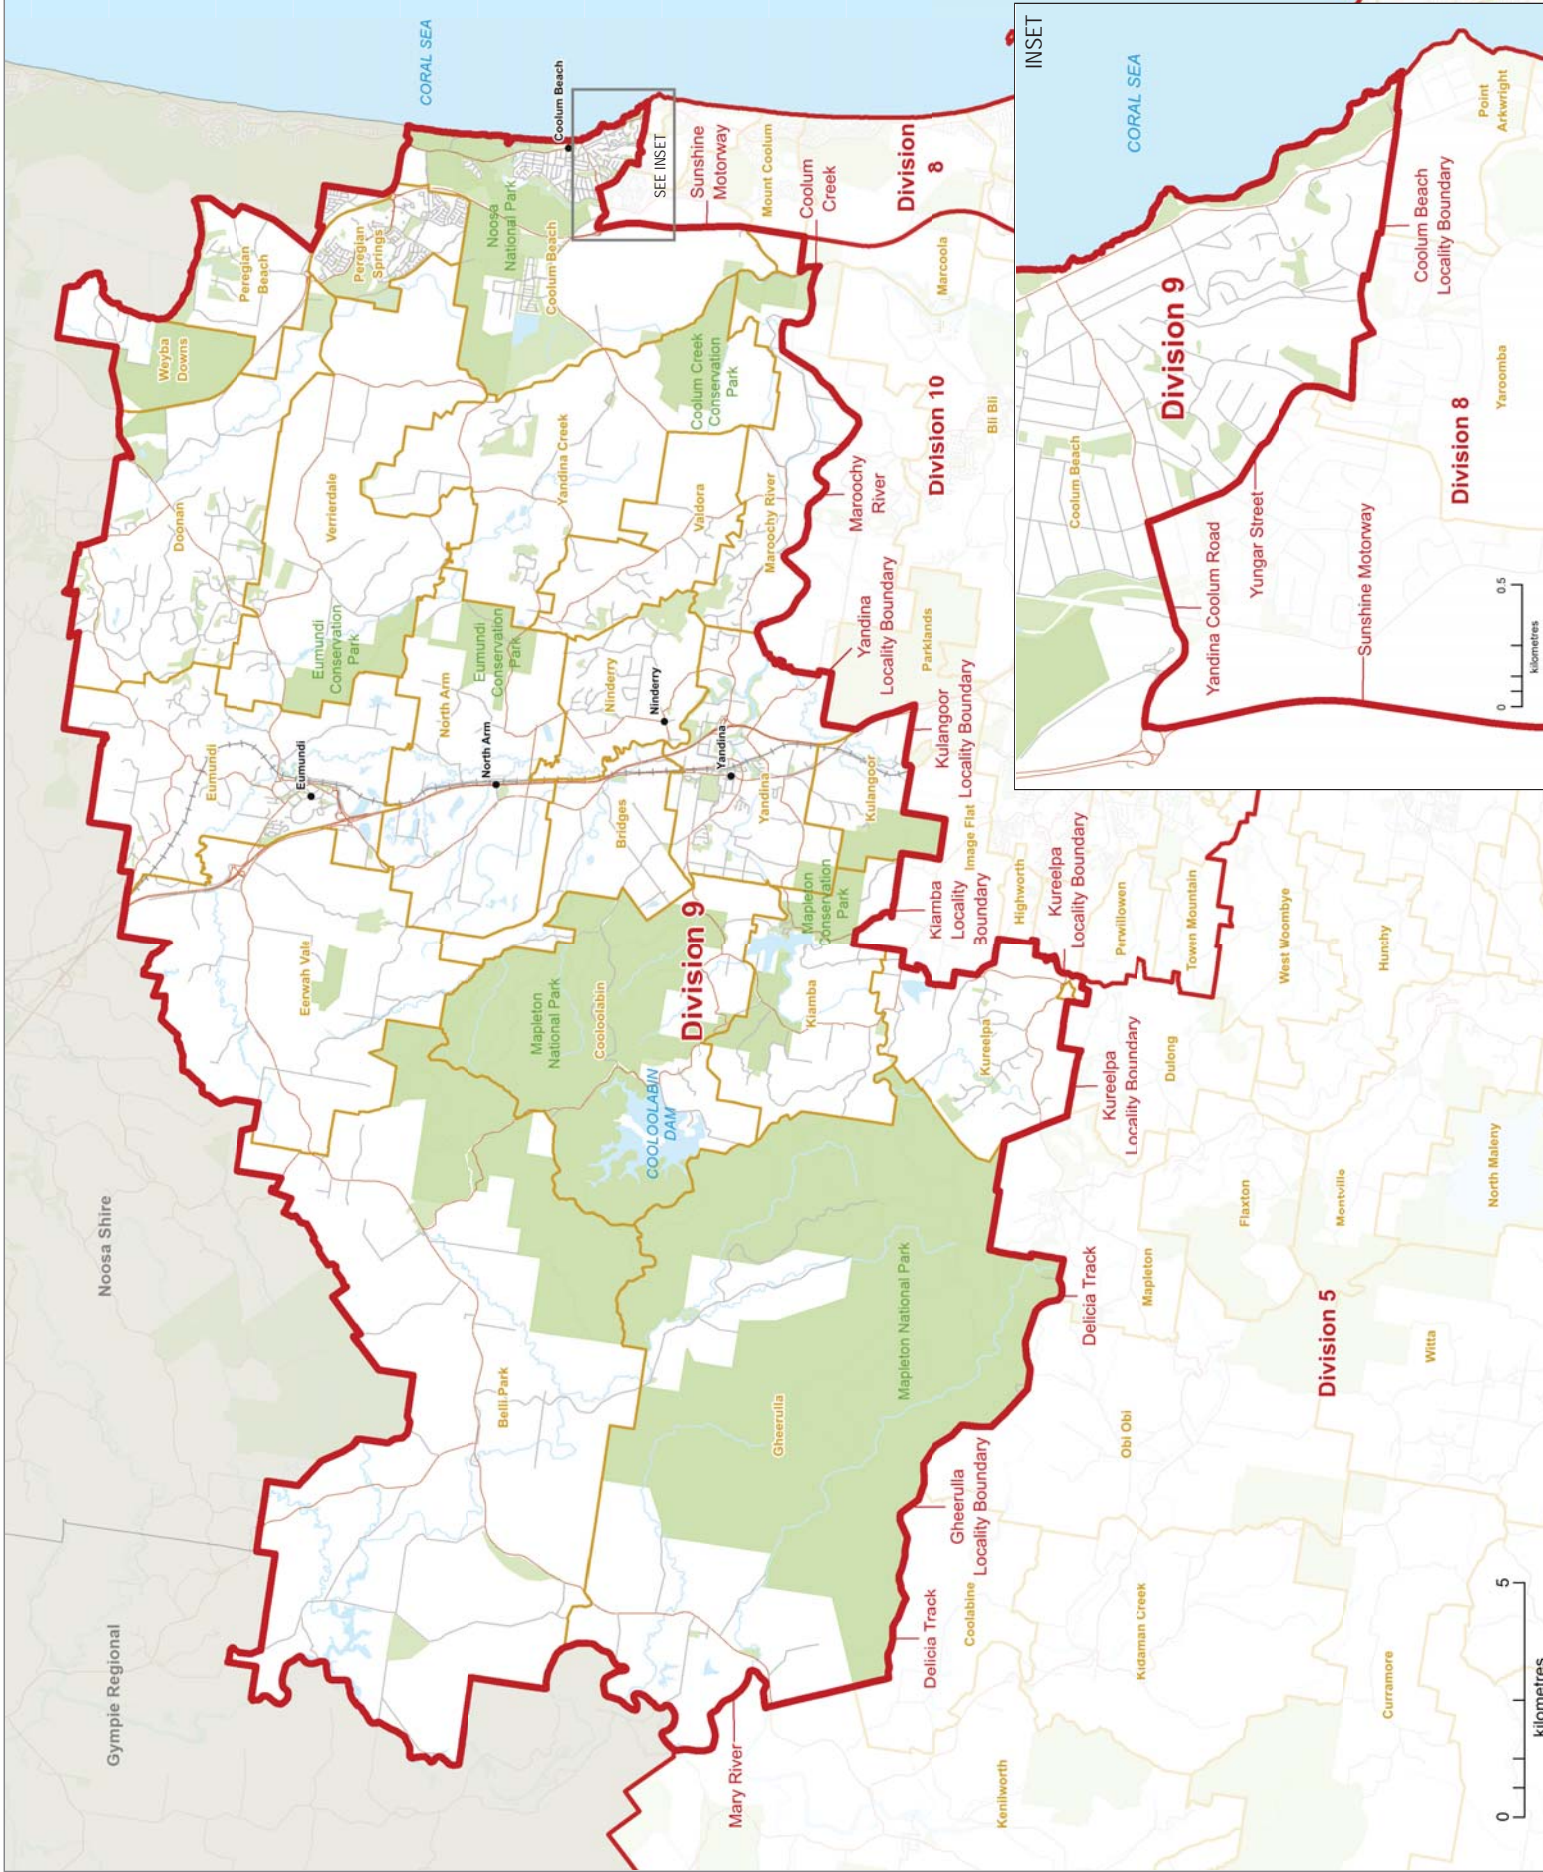 Gympie Regional
Noosa Shire
CORAL SEA
Weyba
Downs
Peregian
Beach
Peregian
Springs
Noosa
National Park
Coolum Beach
Coolum Beach
SEE INSET
Doonan
Verrierdale
Eumundi
Conservation
Park
Eumundi
Eumundi
Eerwah Vale
North Arm
North Arm
Eumundi
Conservation
Park
Yandina Creek
Coolum Creek
Conservation
Park
Valdora
Maroochy River
Ninderry
Ninderry
Bridges
Yandina
Yandina
Kulangoor
Mapleton
National Park
Cooloolabin
Division 9
COOLOOLABIN
DAM
Kiamba
Mapleton
Conservation
Park
Kureelpa
Belli Park
Gheerulla
Mapleton National Park
Mary River
Delicia Track
Gheerulla
Locality Boundary
Delicia Track
Kureelpa
Locality Boundary
Kureelpa
Locality Boundary
Kiamba
Locality
Boundary
Kulangoor
Locality Boundary
Yandina
Locality Boundary
Maroochy
River
Coolum
Creek
Sunshine
Motorway
Mount Coolum
Division
8
Marcoola
Division 10
Bli Bli
Parklands
Image Flat
Highworth
Perwillowen
Towen Mountain
West Woombye
Hunchy
Dulong
Flaxton
Montville
North Maleny
Mapleton
Division 5
Witta
Obi Obi
Coolabine
Kidaman Creek
Curramore
Kenilworth
0
5
kilometres
INSET
CORAL SEA
Coolum Beach
Division 9
Yandina Coolum Road
Yungar Street
Sunshine Motorway
Coolum Beach
Locality Boundary
Division 8
Yaroomba
Point
Arkwright
0
0.5
kilometres